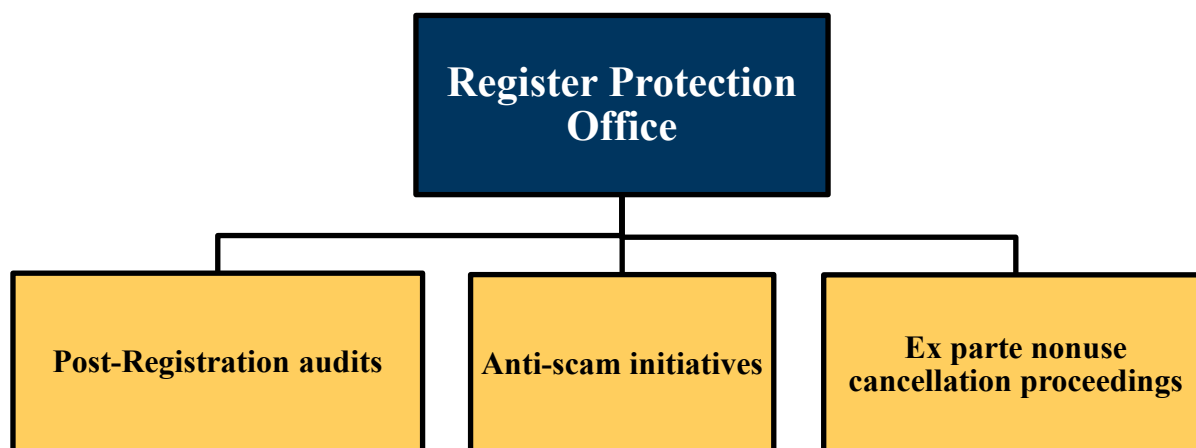 Register Protection
Office
Post-Registration audits
Anti-scam initiatives
Ex parte nonuse
cancellation proceedings